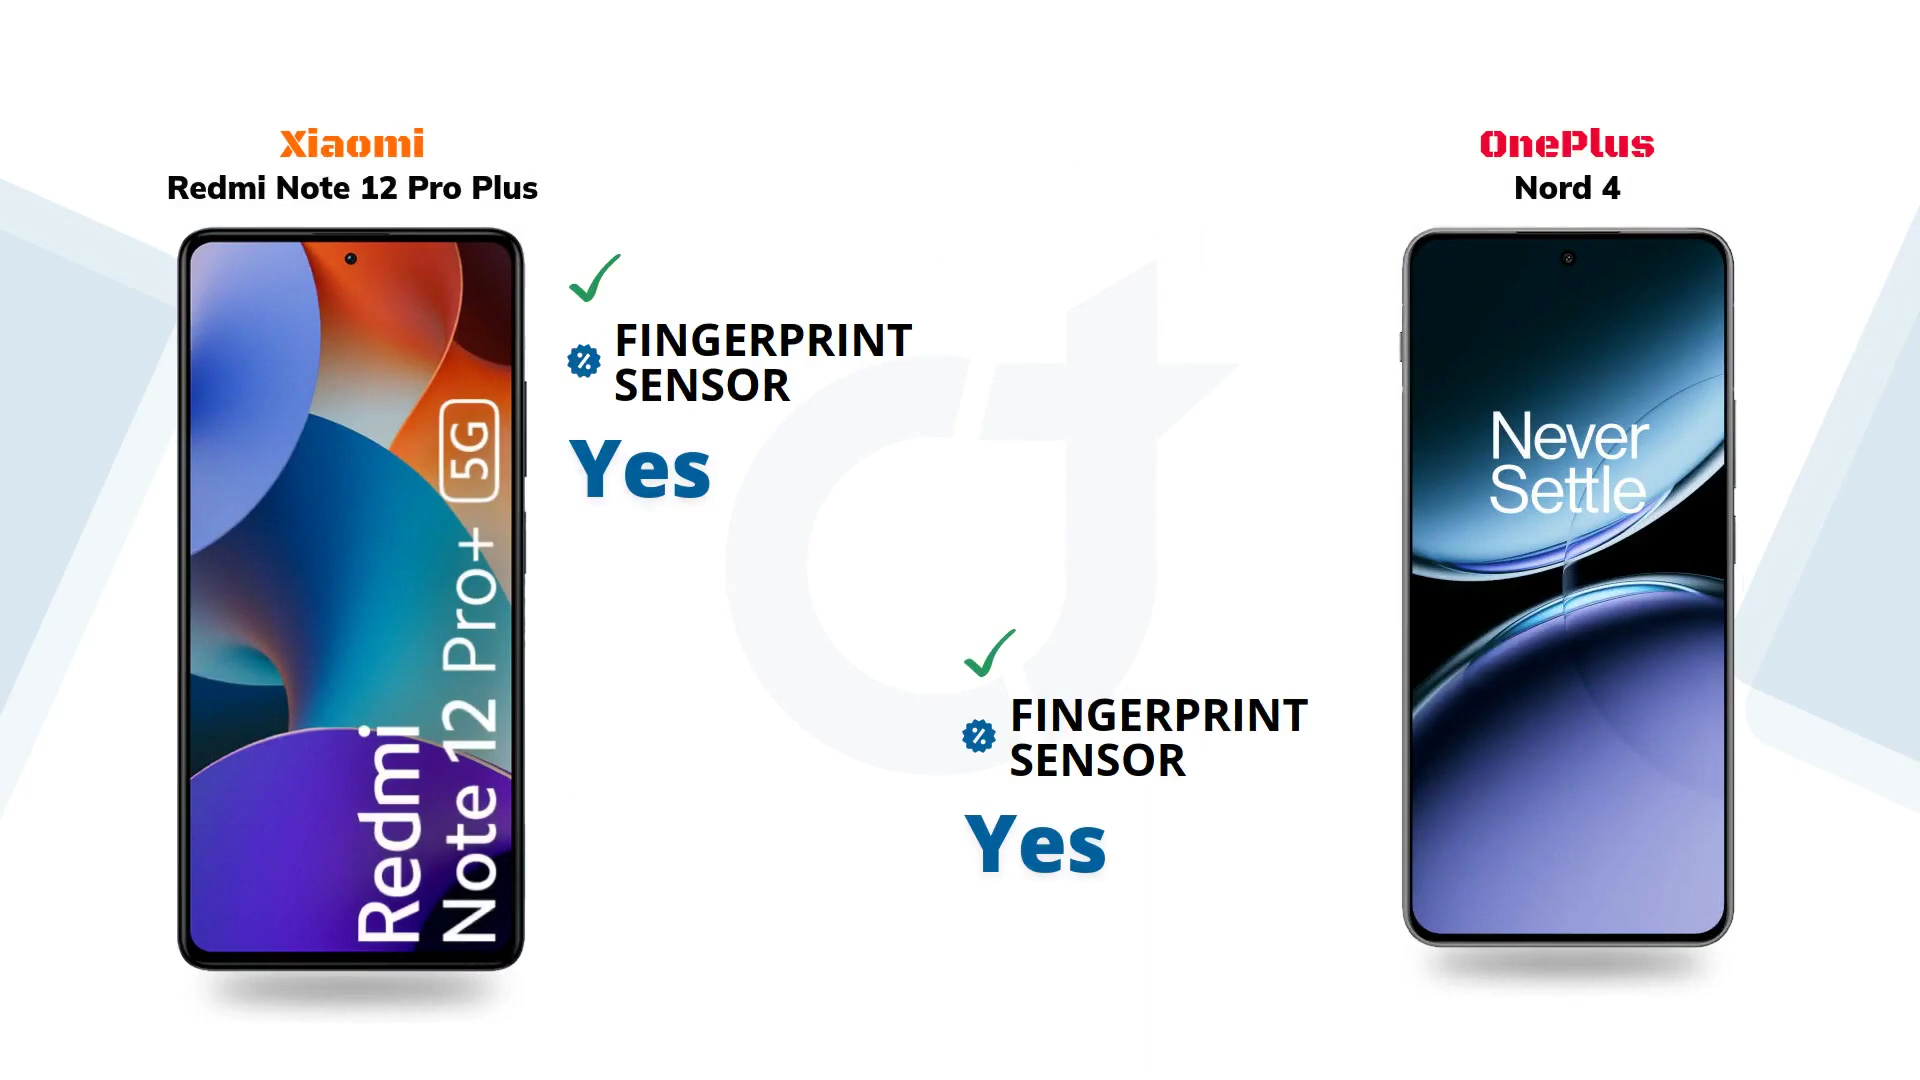 Xiaomi
Redmi Note 12 Pro Plus
Redmi
Note 12 Pro+ 5G
FINGERPRINT
SENSOR
Yes
OnePlus
Nord 4
Never
Settle
FINGERPRINT
SENSOR
Yes